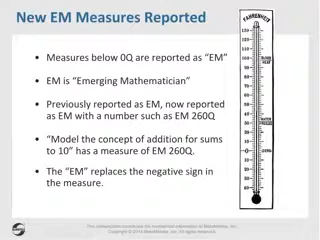 New EM Measures Reported
• Measures below 0Q are reported as “EM”
• EM is “Emerging Mathematician”
• Previously reported as EM, now reported
as EM with a number such as EM 260Q
• “Model the concept of addition for sums
to 10” has a measure of EM 260Q.
• The “EM” replaces the negative sign in
the measure.
FAHRENHEIT